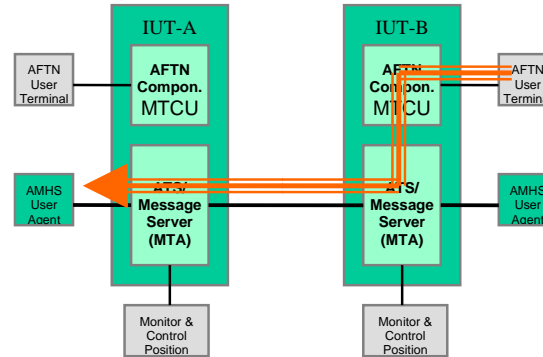 IUT-A
IUT-B
AFTN
User
Terminal
AFTN
Compon.
MTCU
AFTN
Compon.
MTCU
AFTN
User
Terminal
AMHS
User
Agent
ATS/
Message
Server
(MTA)
ATS/
Message
Server
(MTA)
AMHS
User
Agent
Monitor &
Control
Position
Monitor &
Control
Position